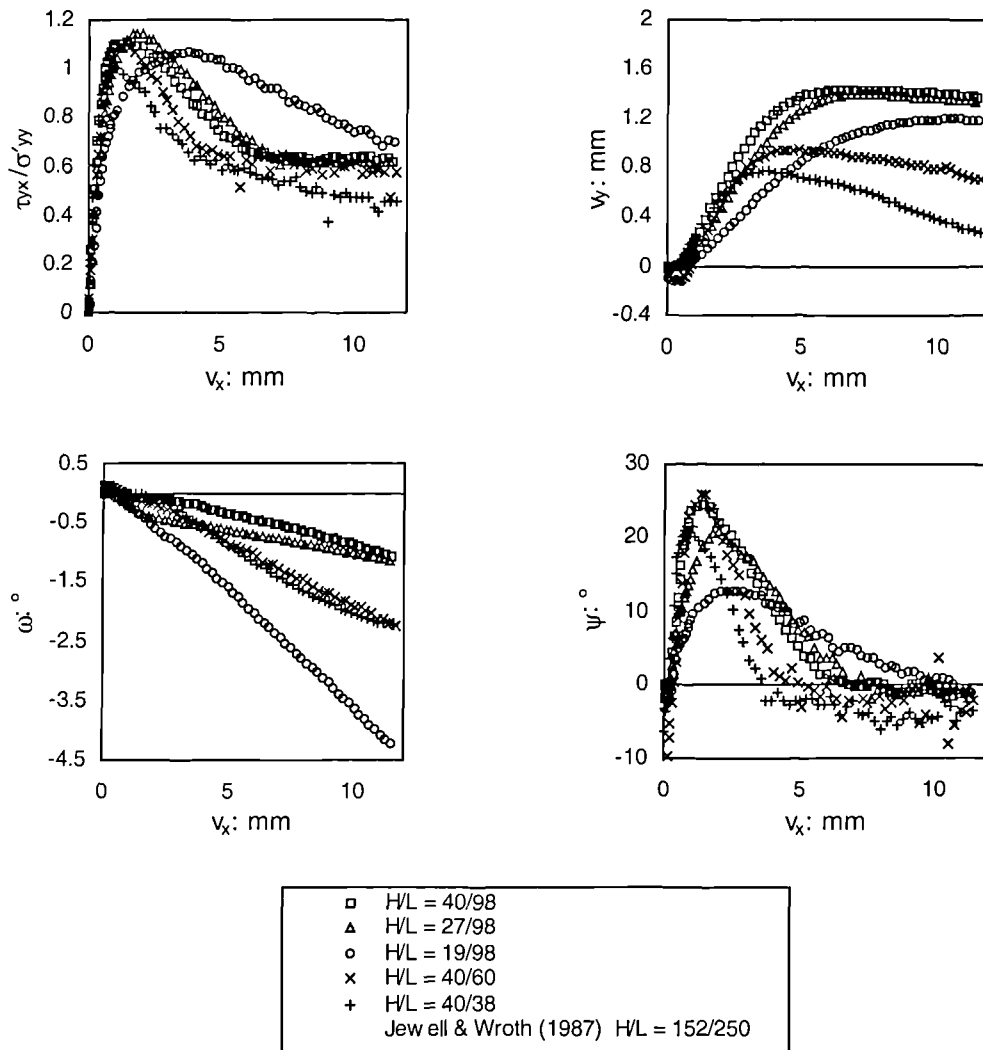 1.2
1
0.8
0.6
0.4
0.2
0
τyx/σ'yy
0 5 10
vx: mm
2
1.6
1.2
0.8
0.4
0
-0.4
vy: mm
0 5 10
vx: mm
0.5
-0.5
-1.5
-2.5
-3.5
-4.5
ω: °
0 5 10
vx: mm
30
20
10
0
-10
ψ: °
0 5 10
vx: mm
H/L = 40/98
H/L = 27/98
H/L = 19/98
H/L = 40/60
H/L = 40/38
Jewell & Wroth (1987) H/L = 152/250